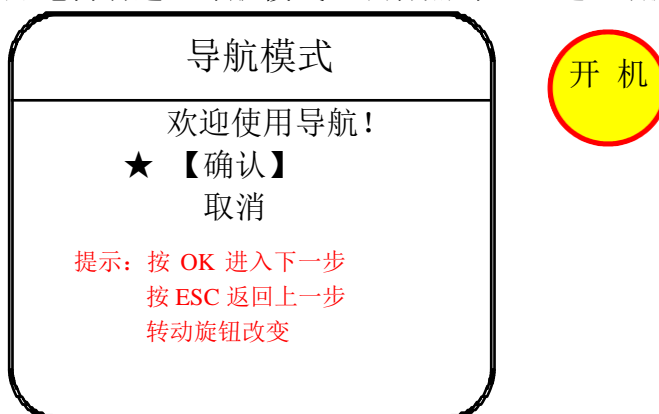 导航模式
开 机
欢迎使用导航！
★ 【确认】
取消
提示：按 OK 进入下一步
按 ESC 返回上一步
转动旋钮改变